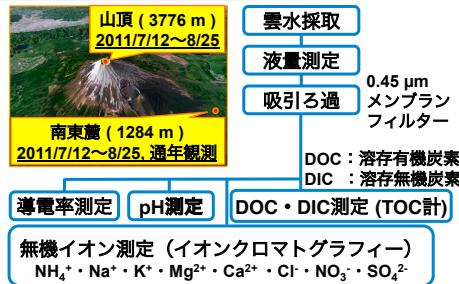 山頂 ( 3776 m )
2011/7/12～8/25
南東麓 ( 1284 m )
2011/7/12～8/25, 通年観測
雲水採取
液量測定
吸引ろ過
0.45 μm
メンブラン
フィルター
DOC：溶存有機炭素
DIC ：溶存無機炭素
導電率測定
pH測定
DOC・DIC測定 (TOC計)
無機イオン測定（イオンクロマトグラフィー）
NH₄⁺・Na⁺・K⁺・Mg²⁺・Ca²⁺ ・Cl⁻・NO₃⁻・SO₄²⁻